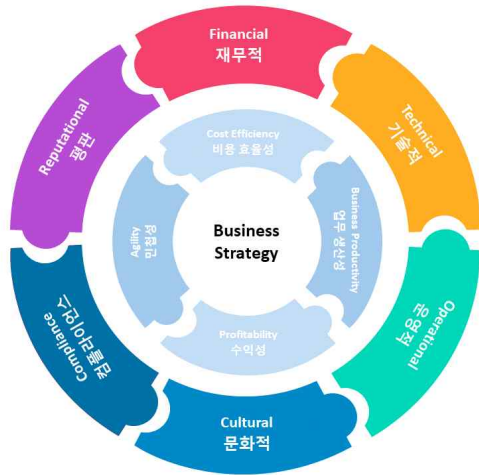 Financial
재무적
Technical
기술적
Operational
운영적
Cultural
문화적
Compliance
컴플라이언스
Reputational
평판
Cost Efficiency
비용 효율성
Business Productivity
업무 생산성
Profitability
수익성
Agility
민첩성
Business
Strategy